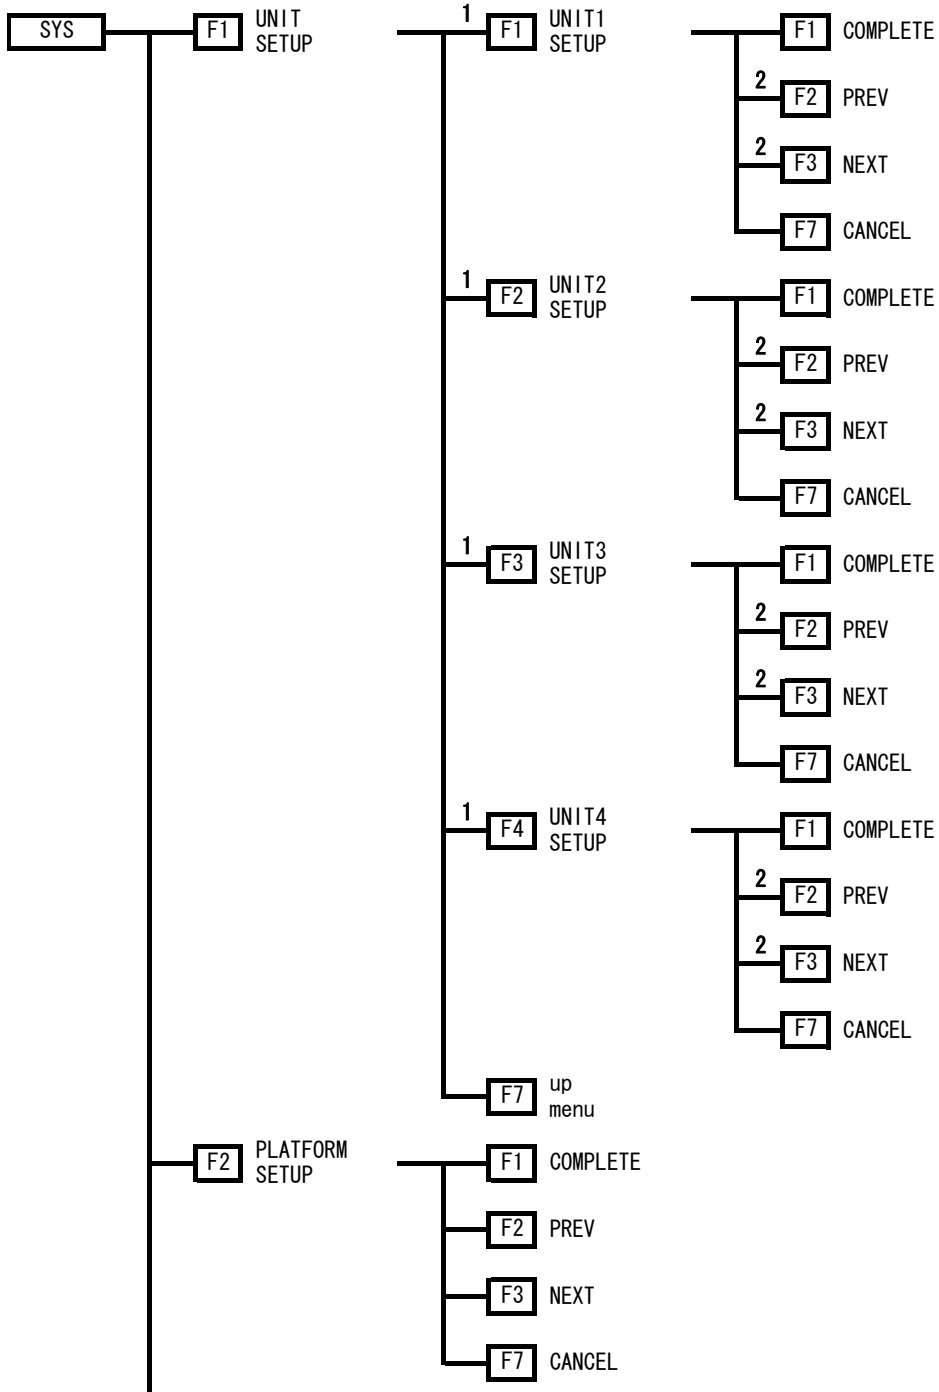 SYS
F1
UNIT
SETUP
1
F1
UNIT1
SETUP
F1
COMPLETE
2
F2
PREV
2
F3
NEXT
F7
CANCEL
1
F2
UNIT2
SETUP
F1
COMPLETE
2
F2
PREV
2
F3
NEXT
F7
CANCEL
1
F3
UNIT3
SETUP
F1
COMPLETE
2
F2
PREV
2
F3
NEXT
F7
CANCEL
1
F4
UNIT4
SETUP
F1
COMPLETE
2
F2
PREV
2
F3
NEXT
F7
CANCEL
F7
up
menu
F2
PLATFORM
SETUP
F1
COMPLETE
F2
PREV
F3
NEXT
F7
CANCEL